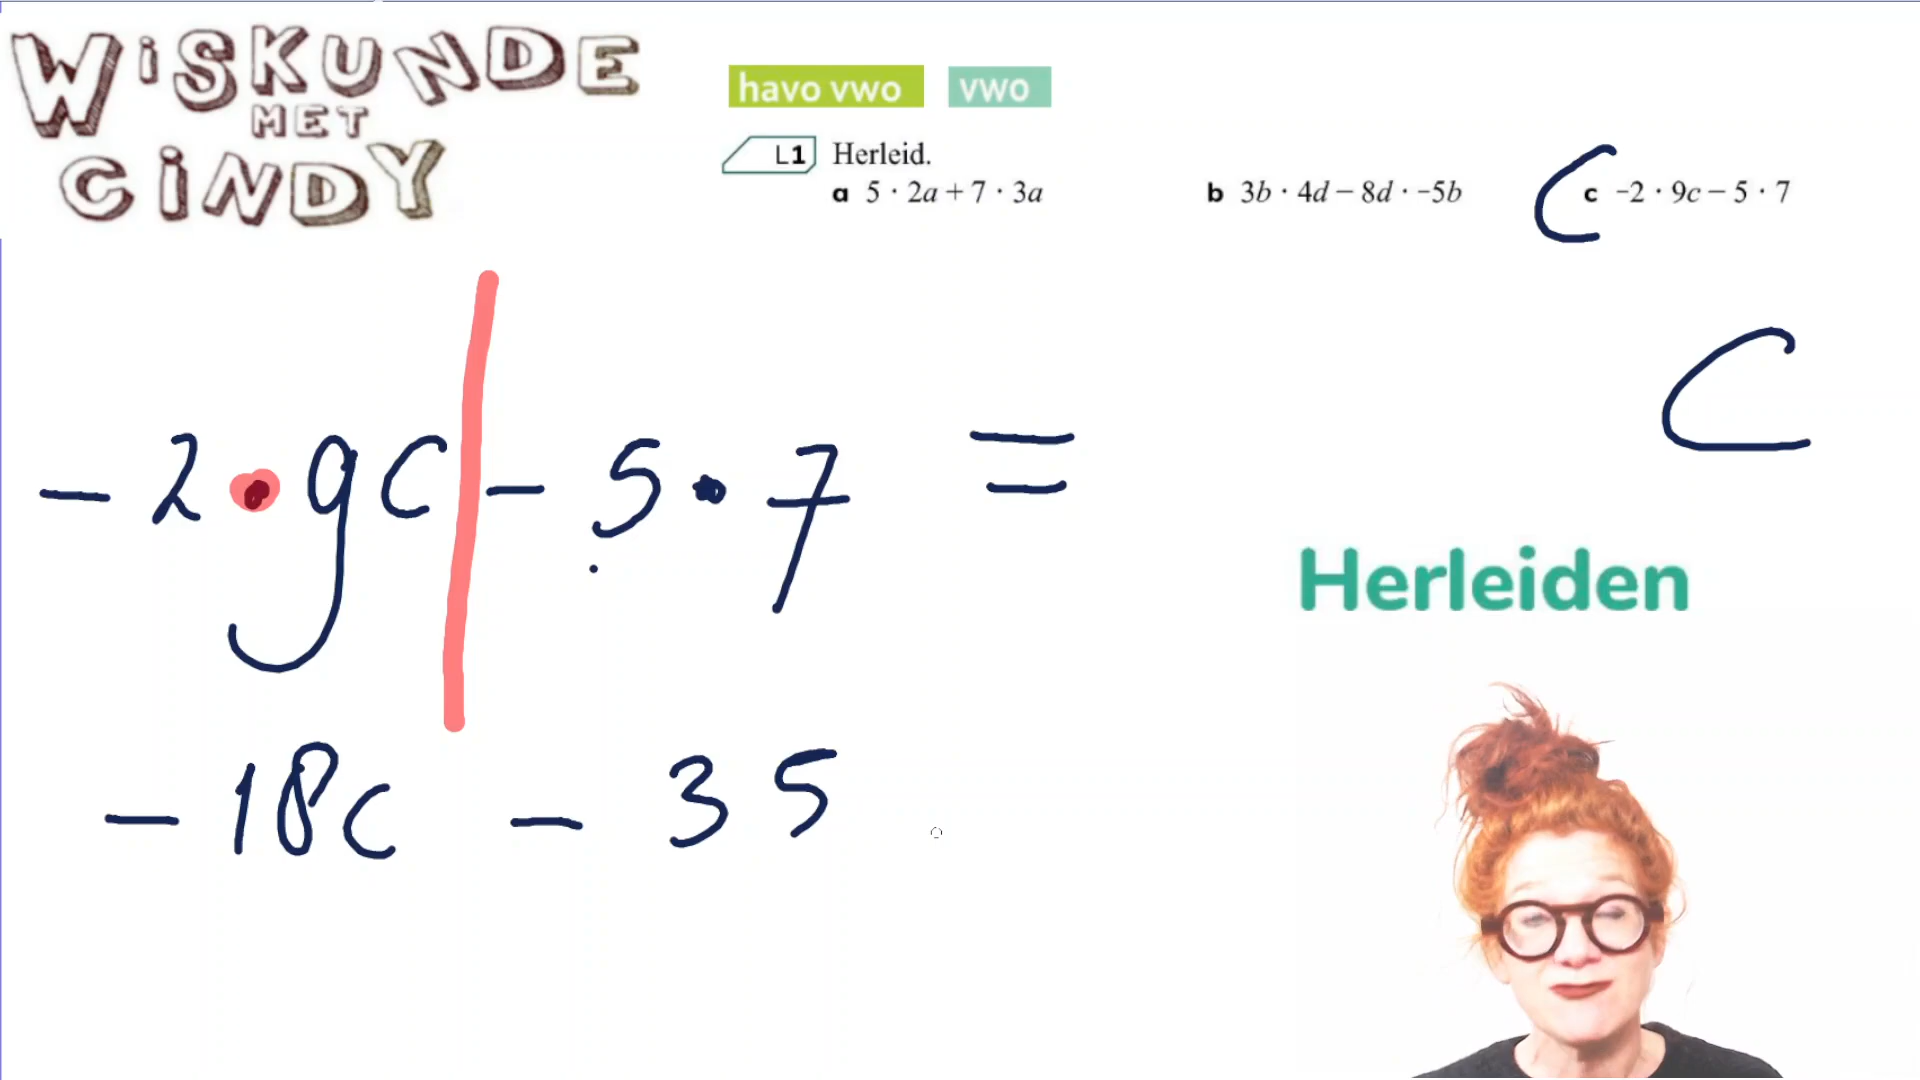 WiSKUNDE
MET
CiNDY
havo vwo vwo
L1 Herleid.
a 5 · 2a + 7 · 3a b 3b · 4d − 8d · −5b c −2 · 9c − 5 · 7
C
C
− 2 · 9c − 5 · 7 =
Herleiden
− 18c − 35